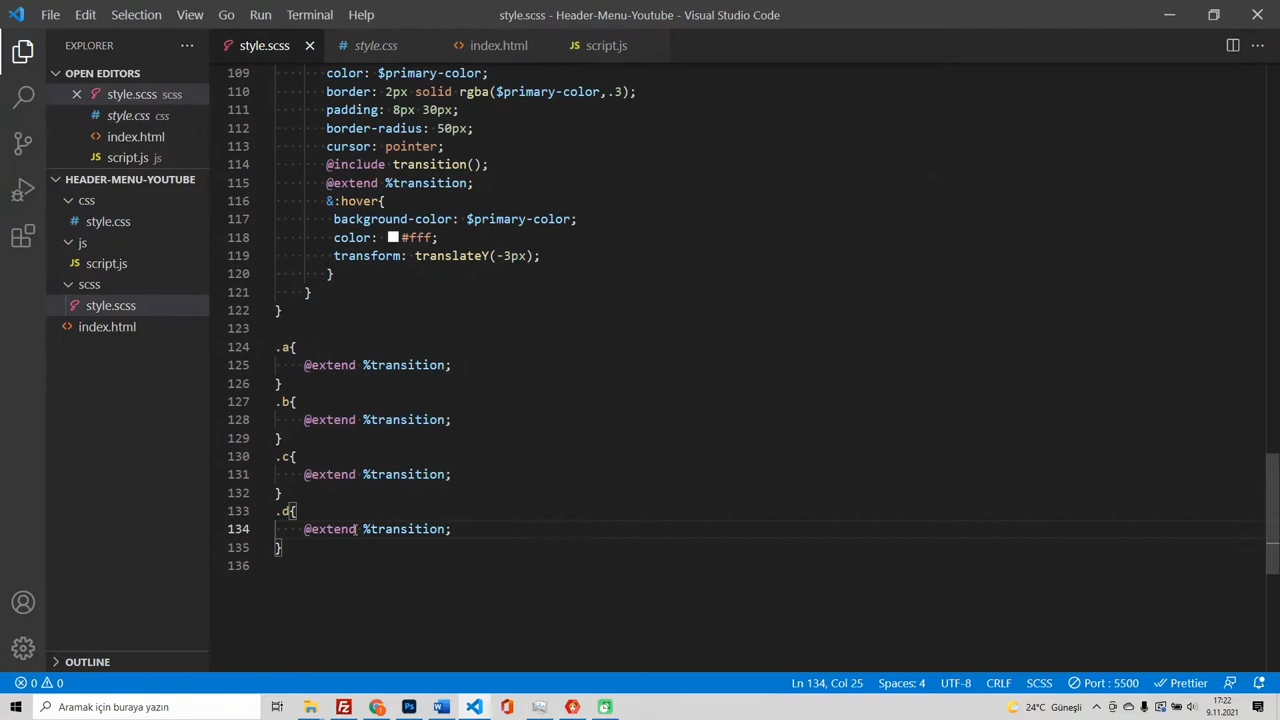 File Edit Selection View Go Run Terminal Help
style.scss - Header-Menu-Youtube - Visual Studio Code
EXPLORER
OPEN EDITORS
style.scss scss
style.css css
index.html
script.js js
HEADER-MENU-YOUTUBE
css
style.css
js
script.js
scss
style.scss
index.html
OUTLINE
style.scss style.css index.html script.js
109 color: $primary-color;
110 border: 2px solid rgba($primary-color,.3);
111 padding: 8px 30px;
112 border-radius: 50px;
113 cursor: pointer;
114 @include transition();
115 @extend %transition;
116 &:hover{
117 background-color: $primary-color;
118 color: #fff;
119 transform: translateY(-3px);
120 }
121 }
122 }
123
124 .a{
125 @extend %transition;
126 }
127 .b{
128 @extend %transition;
129 }
130 .c{
131 @extend %transition;
132 }
133 .d{
134 @extend %transition;
135 }
136
0 0 Ln 134, Col 25 Spaces: 4 UTF-8 CRLF SCSS Port : 5500 Prettier
Aramak için buraya yazın
24°C Güneşli
17:22
9.11.2021